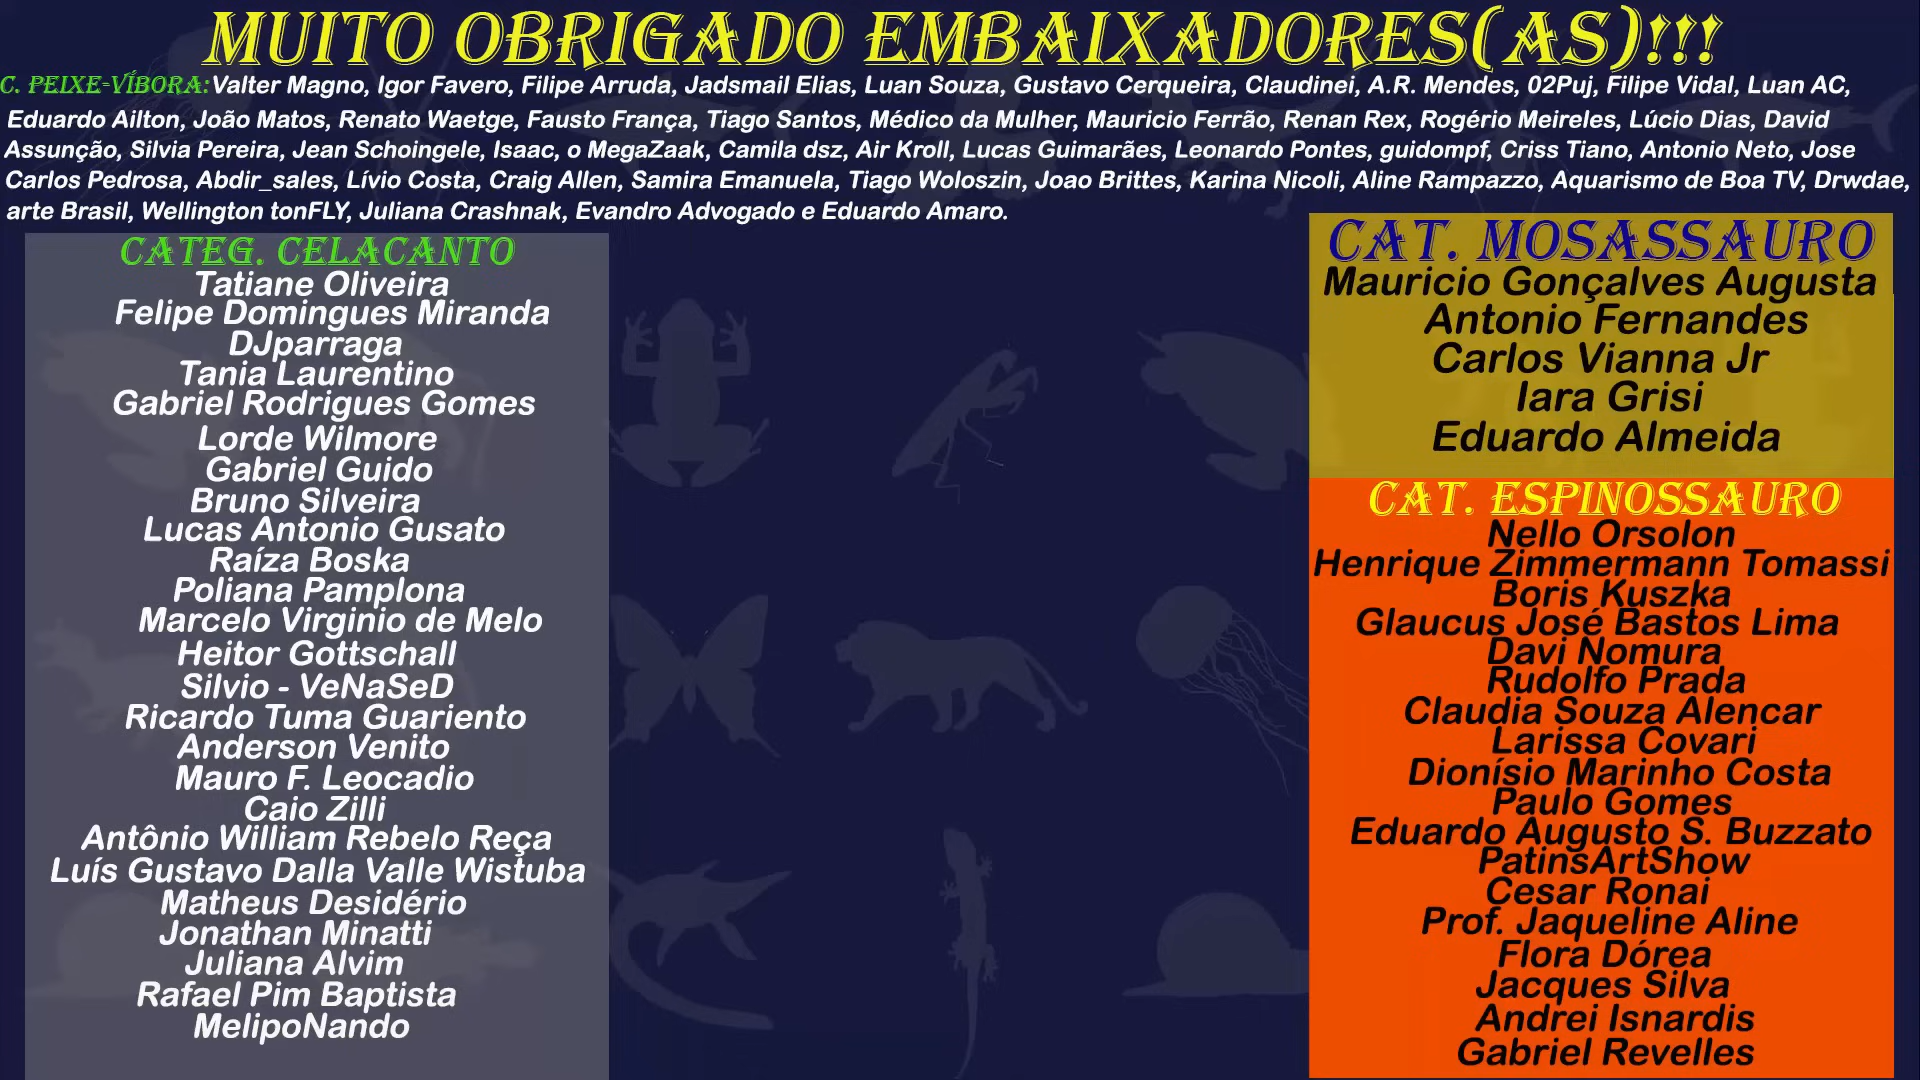 MUITO OBRIGADO EMBAIXADORES(AS)!!!
C. PEIXE-VÍBORA: Valter Magno, Igor Favero, Filipe Arruda, Jadsmail Elias, Luan Souza, Gustavo Cerqueira, Claudinei, A.R. Mendes, 02Puj, Filipe Vidal, Luan AC,
Eduardo Ailton, João Matos, Renato Waetge, Fausto França, Tiago Santos, Médico da Mulher, Mauricio Ferrão, Renan Rex, Rogério Meireles, Lúcio Dias, David
Assunção, Silvia Pereira, Jean Schoingele, Isaac, o MegaZaak, Camila dsz, Air Kroll, Lucas Guimarães, Leonardo Pontes, guidompf, Criss Tiano, Antonio Neto, Jose
Carlos Pedrosa, Abdir_sales, Lívio Costa, Craig Allen, Samira Emanuela, Tiago Woloszin, Joao Brittes, Karina Nicoli, Aline Rampazzo, Aquarismo de Boa TV, Drwdae,
arte Brasil, Wellington tonFLY, Juliana Crashnak, Evandro Advogado e Eduardo Amaro.
CATEG. CELACANTO
Tatiane Oliveira
Felipe Domingues Miranda
DJparraga
Tania Laurentino
Gabriel Rodrigues Gomes
Lorde Wilmore
Gabriel Guido
Bruno Silveira
Lucas Antonio Gusato
Raíza Boska
Poliana Pamplona
Marcelo Virginio de Melo
Heitor Gottschall
Silvio - VeNaSeD
Ricardo Tuma Guariento
Anderson Venito
Mauro F. Leocadio
Caio Zilli
Antônio William Rebelo Reça
Luís Gustavo Dalla Valle Wistuba
Matheus Desidério
Jonathan Minatti
Juliana Alvim
Rafael Pim Baptista
MelipoNando
CAT. MOSASSAURO
Mauricio Gonçalves Augusta
Antonio Fernandes
Carlos Vianna Jr
Iara Grisi
Eduardo Almeida
CAT. ESPINOSSAURO
Nello Orsolon
Henrique Zimmermann Tomassi
Boris Kuszka
Glaucus José Bastos Lima
Davi Nomura
Rudolfo Prada
Claudia Souza Alencar
Larissa Covari
Dionísio Marinho Costa
Paulo Gomes
Eduardo Augusto S. Buzzato
PatinsArtShow
Cesar Ronai
Prof. Jaqueline Aline
Flora Dórea
Jacques Silva
Andrei Isnardis
Gabriel Revelles